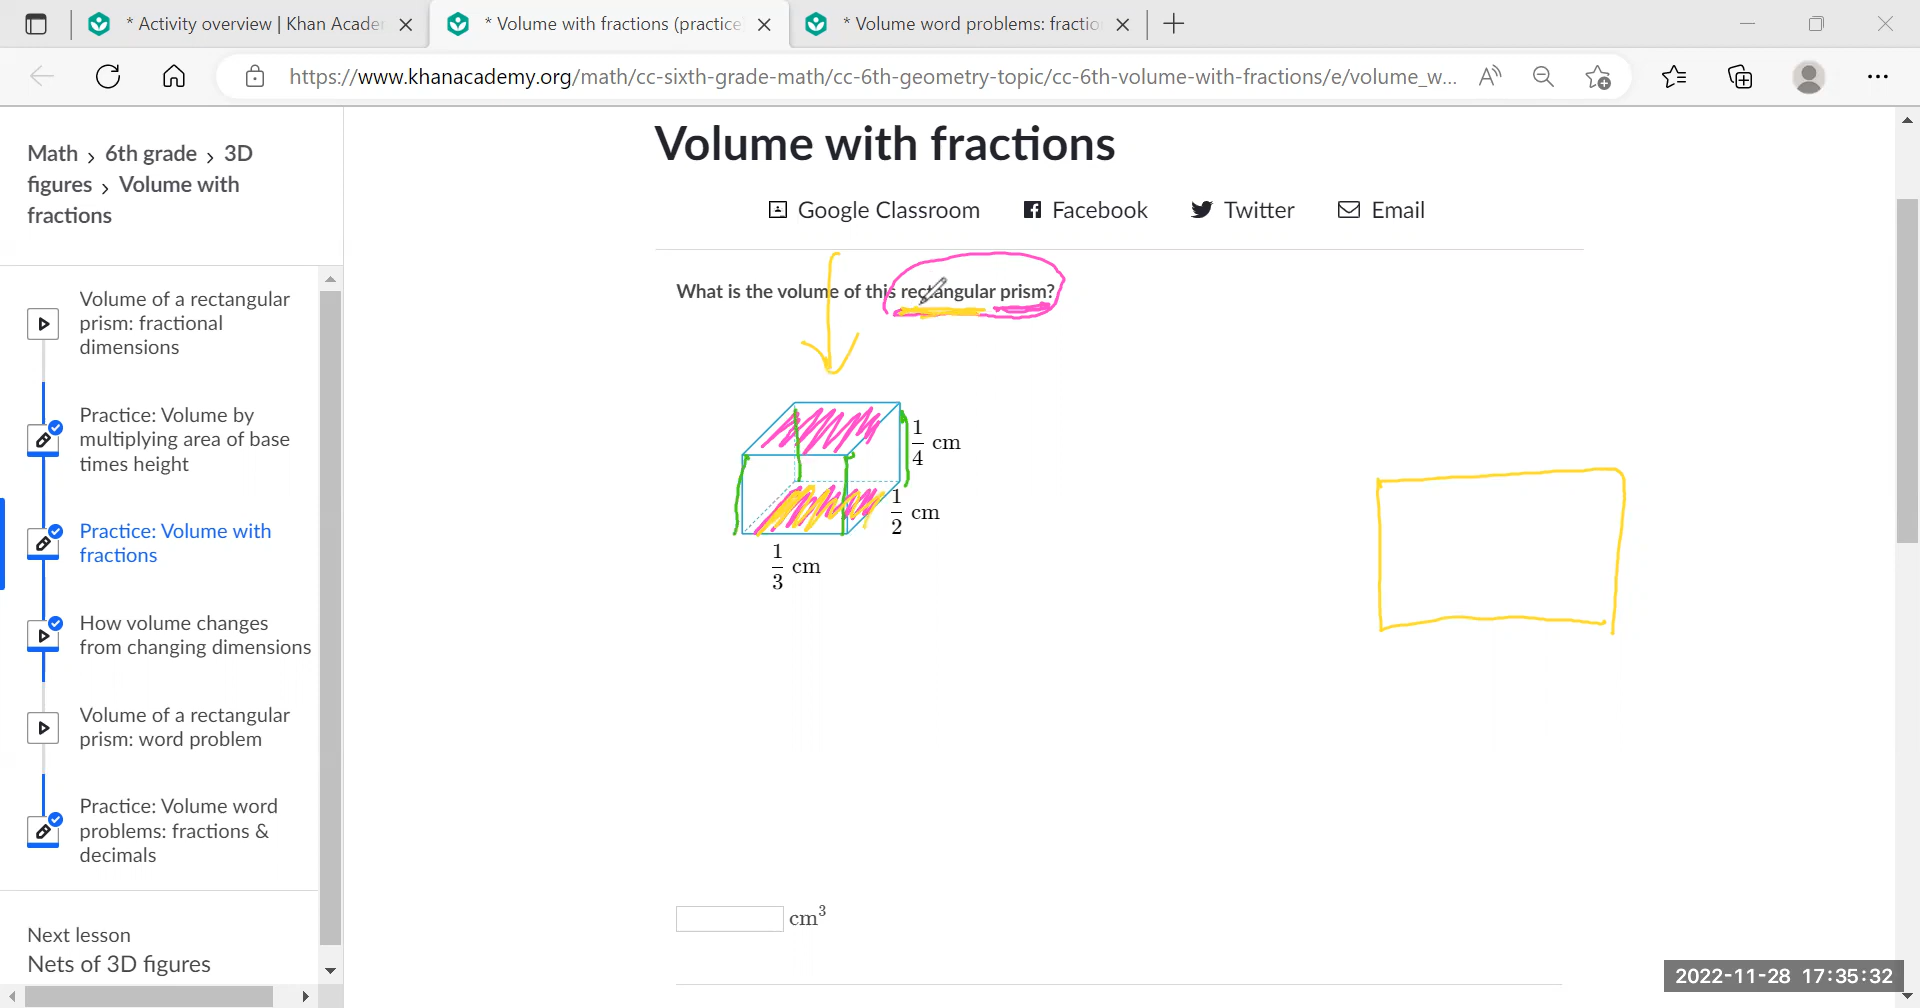 * Activity overview | Khan Acader
* Volume with fractions (practice
* Volume word problems: fractio
https://www.khanacademy.org/math/cc-sixth-grade-math/cc-6th-geometry-topic/cc-6th-volume-with-fractions/e/volume_w...
Math > 6th grade > 3D
figures > Volume with
fractions
Volume of a rectangular
prism: fractional
dimensions
Practice: Volume by
multiplying area of base
times height
Practice: Volume with
fractions
How volume changes
from changing dimensions
Volume of a rectangular
prism: word problem
Practice: Volume word
problems: fractions &
decimals
Next lesson
Nets of 3D figures
Volume with fractions
Google Classroom Facebook Twitter Email
What is the volume of this rectangular prism?
1/4 cm
1/2 cm
1/3 cm
cm³
2022-11-28 17:35:32